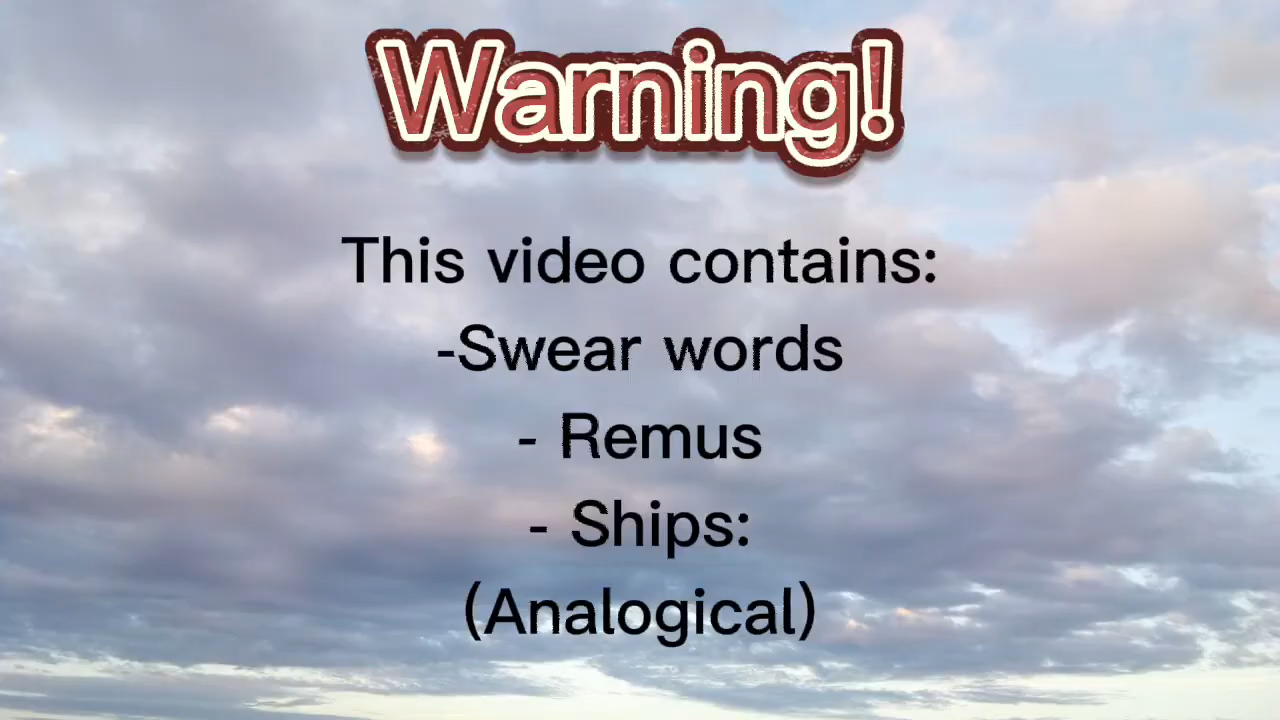 Warning!
This video contains:
-Swear words
- Remus
- Ships:
(Analogical)